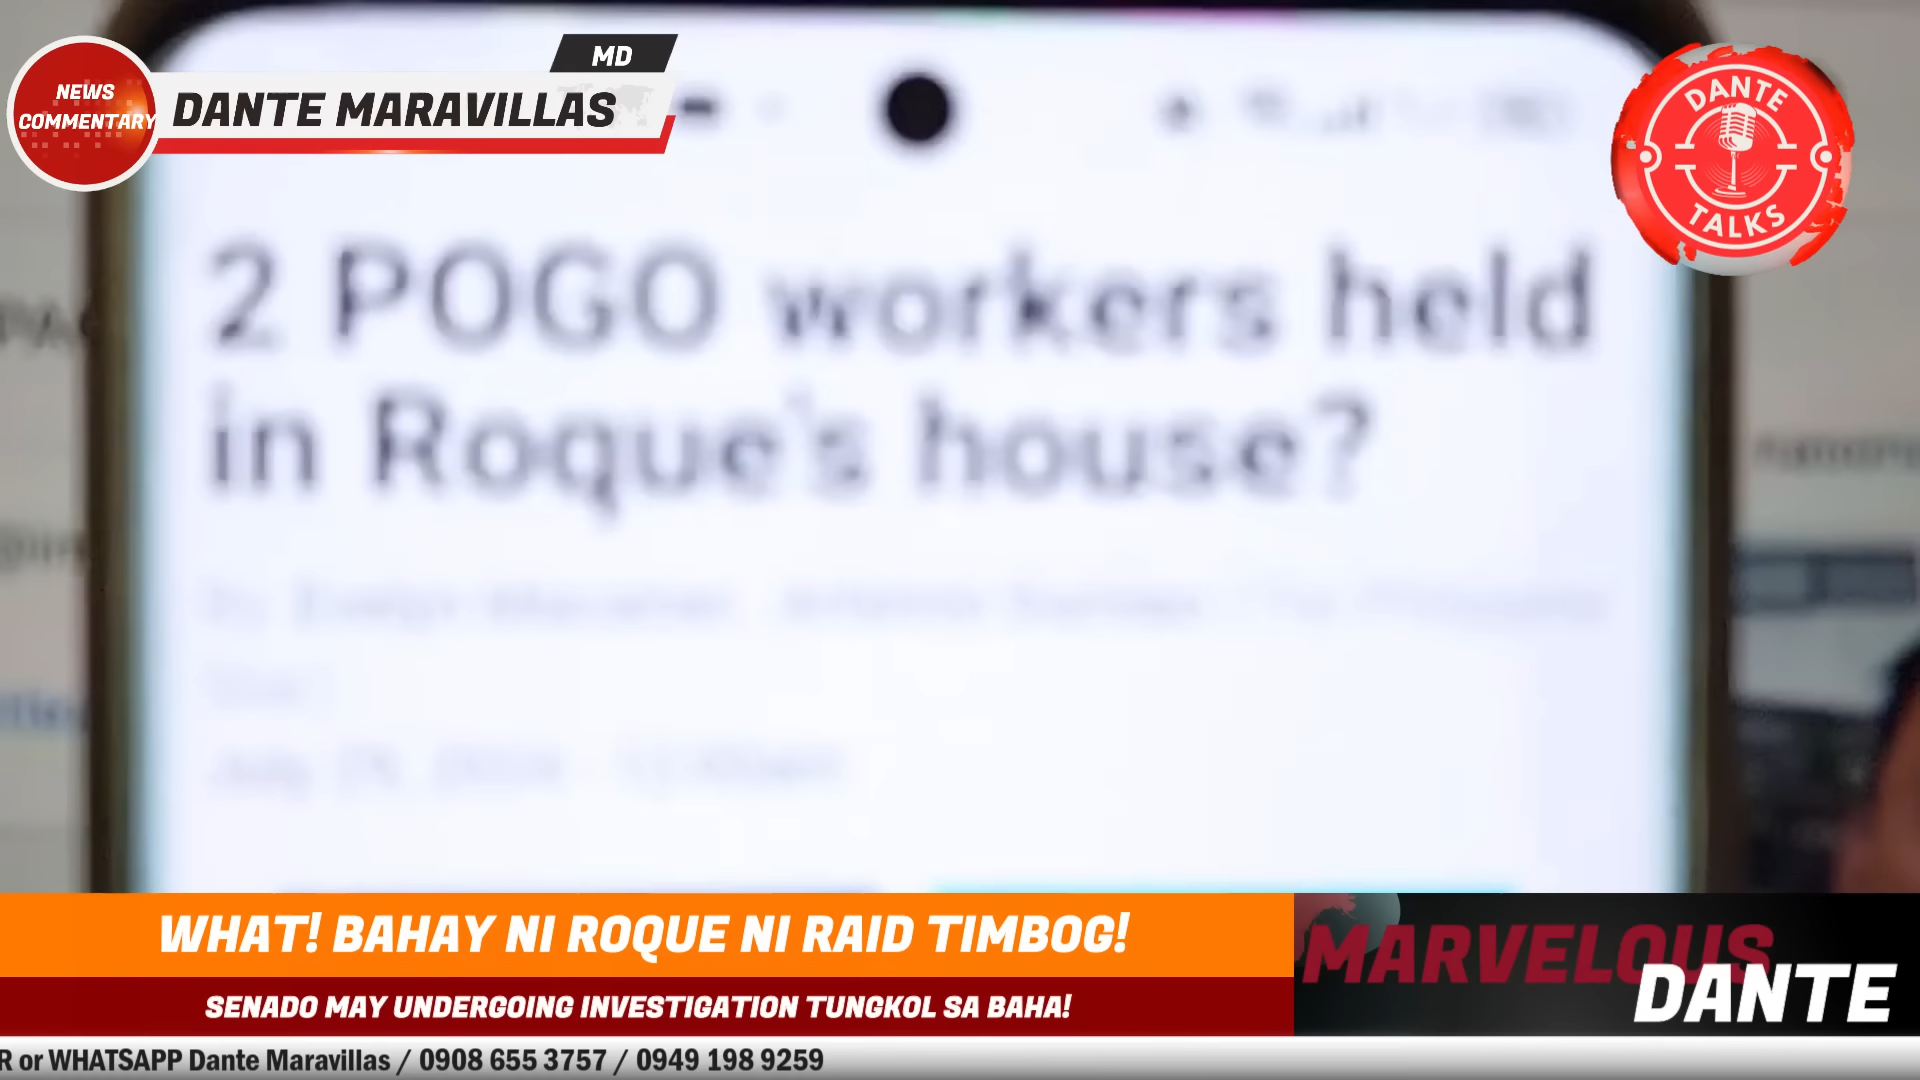 MD
NEWS
COMMENTARY
DANTE MARAVILLAS
DANTE
TALKS
2 POGO workers held
in Roque's house?
WHAT! BAHAY NI ROQUE NI RAID TIMBOG!
SENADO MAY UNDERGOING INVESTIGATION TUNGKOL SA BAHA!
MARVELOUS
DANTE
R or WHATSAPP Dante Maravillas / 0908 655 3757 / 0949 198 9259